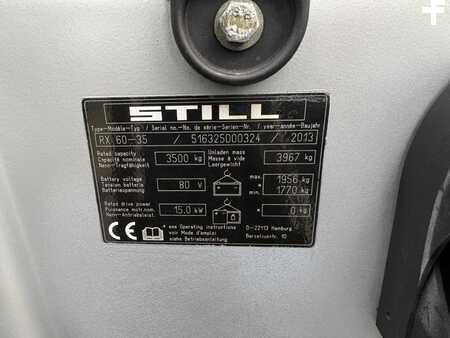 STILL
Type-Modèle-Typ / Serial no.-No. de série-Serien-Nr. / year-année-Baujahr
RX 60-35 / 516325D00324 / 2013
Rated capacity Unladen mass
Capacité nominale 3500 kg Masse à vide 3967 kg
Nenn-Tragfähigkeit Leergewicht
Battery voltage max. 1956 kg
Tension batterie 80 V min. 1770 kg
Batteriespannung
Rated drive power
Puissance motr.nom. 15.0 kW * 0 kg
Nenn-Antriebsleist.
* see Operating instructions D-22113 Hamburg
voir Mode d'emploi Berzeliusstr. 10
siehe Betriebsanleitung
CE